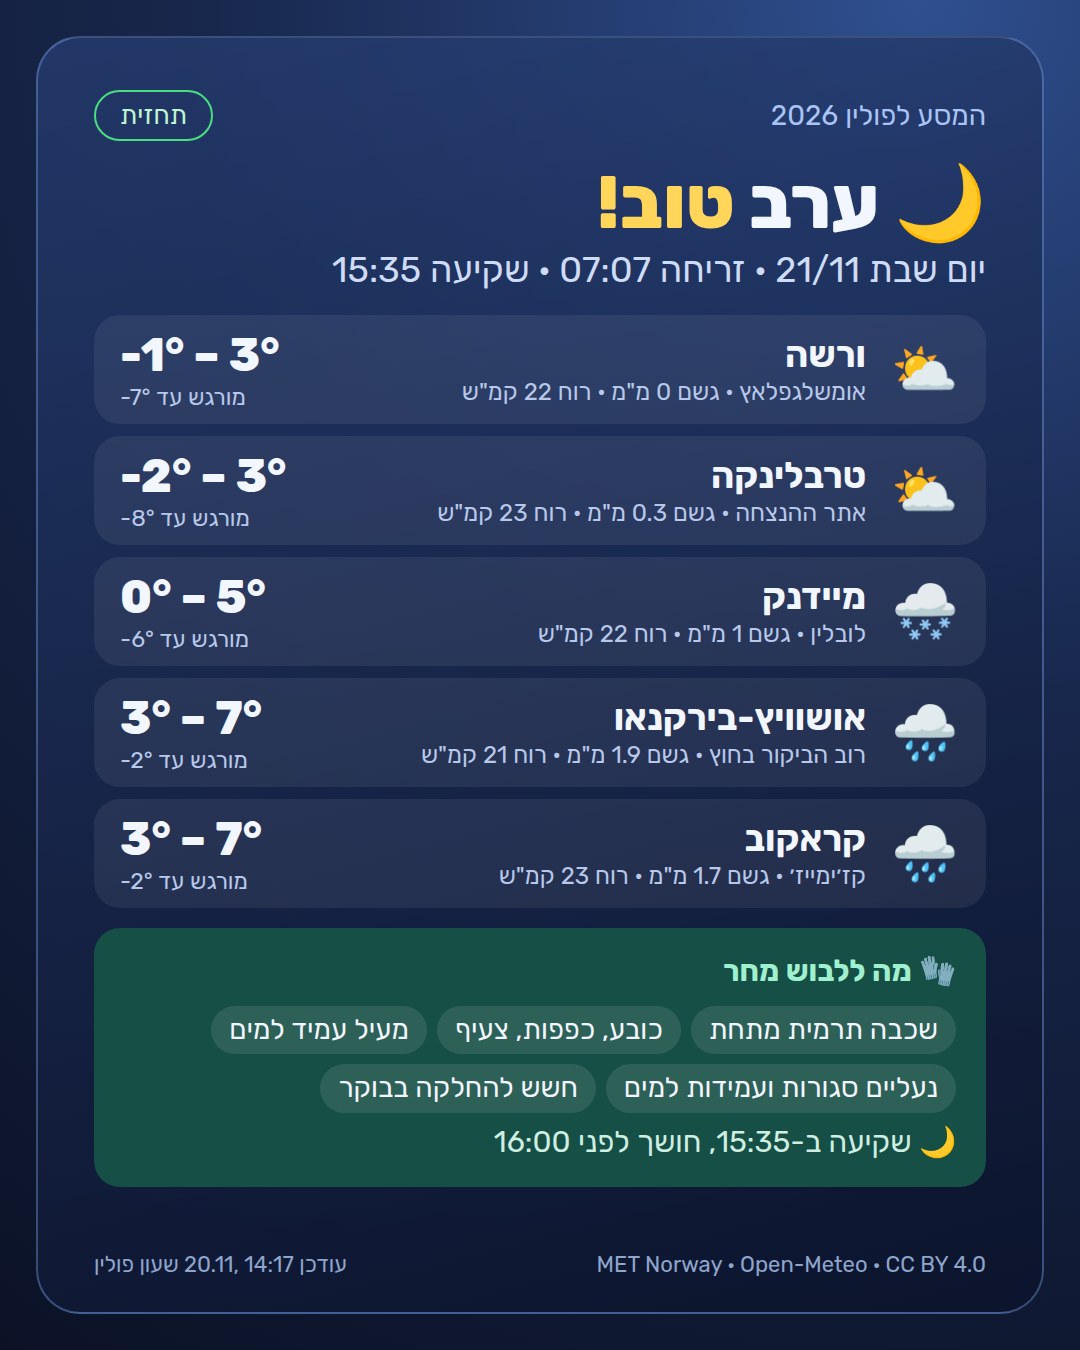 המסע לפולין 2026
תחזית
ערב טוב!
יום שבת 21/11 • זריחה 07:07 • שקיעה 15:35
ורשה
אומשלגפלאץ • גשם 0 מ"מ • רוח 22 קמ"ש
-1° – 3°
מורגש עד -7°
טרבלינקה
אתר ההנצחה • גשם 0.3 מ"מ • רוח 23 קמ"ש
-2° – 3°
מורגש עד -8°
מיידנק
לובלין • גשם 1 מ"מ • רוח 22 קמ"ש
0° – 5°
מורגש עד -6°
אושוויץ-בירקנאו
רוב הביקור בחוץ • גשם 1.9 מ"מ • רוח 21 קמ"ש
3° – 7°
מורגש עד -2°
קראקוב
קז׳ימייז׳ • גשם 1.7 מ"מ • רוח 23 קמ"ש
3° – 7°
מורגש עד -2°
מה ללבוש מחר
שכבה תרמית מתחת
כובע, כפפות, צעיף
מעיל עמיד למים
נעליים סגורות ועמידות למים
חשש להחלקה בבוקר
שקיעה ב-15:35, חושך לפני 16:00
MET Norway • Open-Meteo • CC BY 4.0
עודכן 20.11, 14:17 שעון פולין